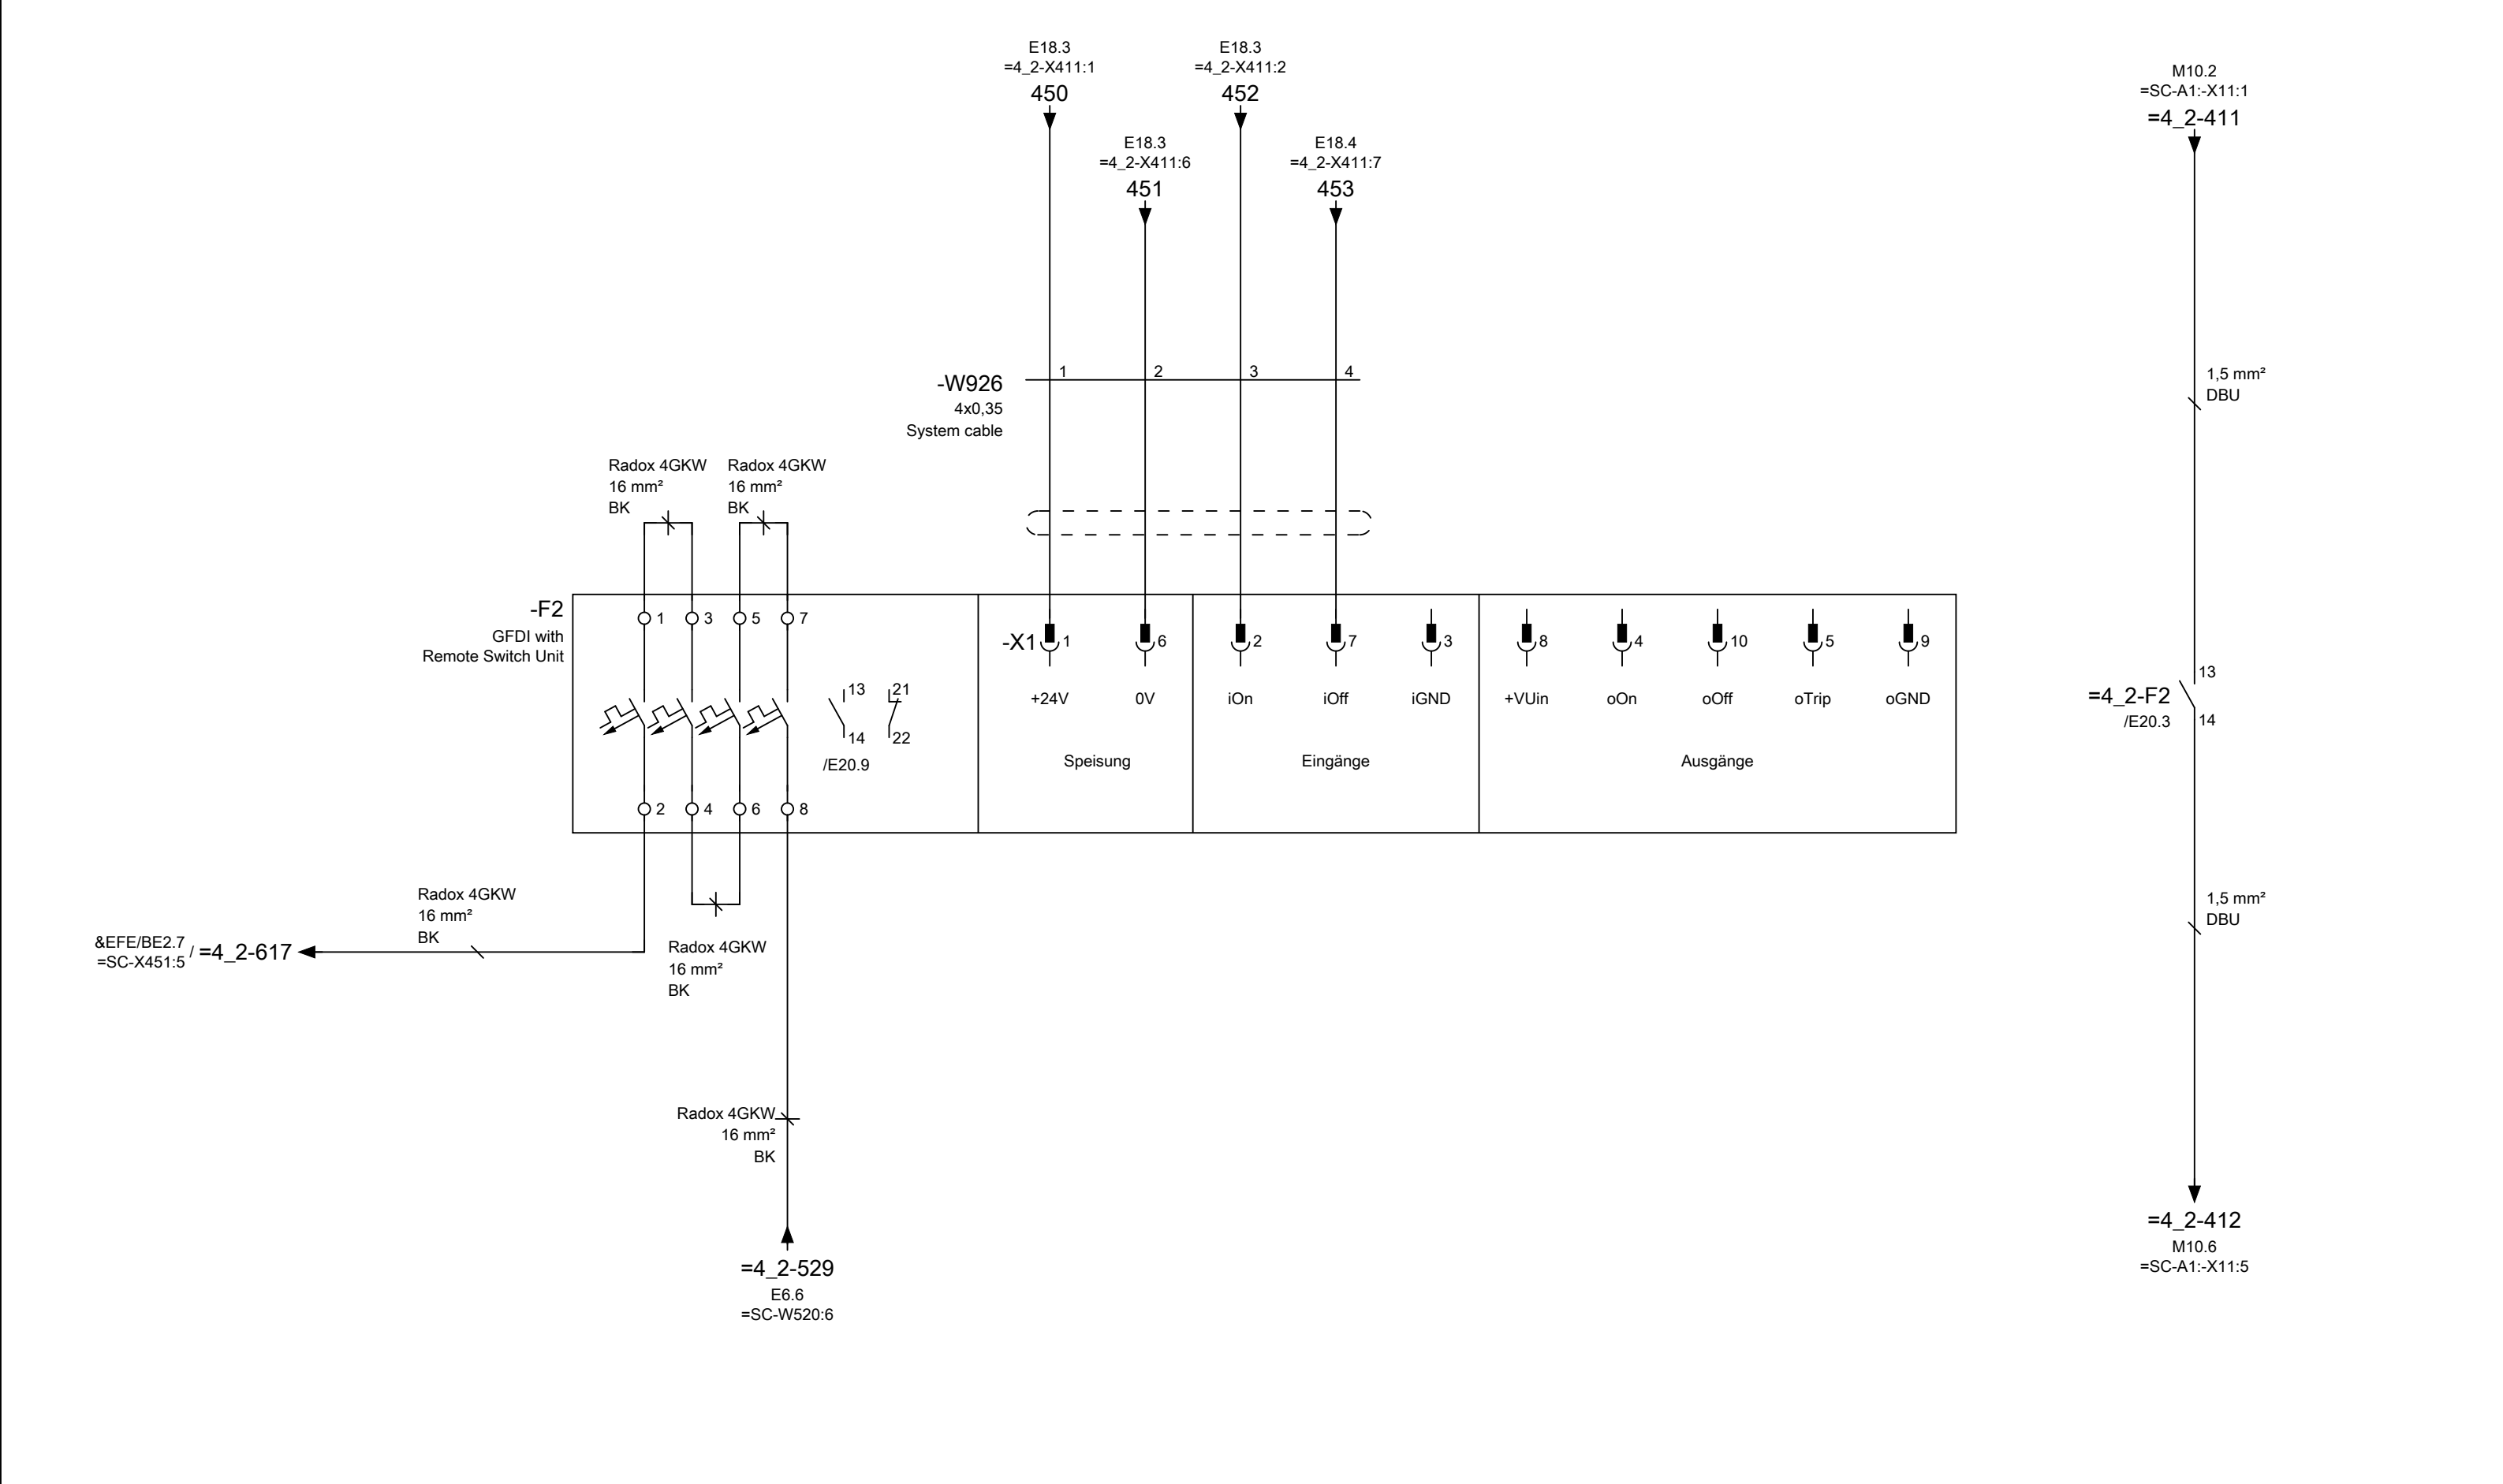 E18.3
=4_2-X411:1
450
E18.3
=4_2-X411:2
452
E18.3
=4_2-X411:6
451
E18.4
=4_2-X411:7
453
M10.2
=SC-A1:-X11:1
=4_2-411
1,5 mm²
DBU
-W926
4x0,35
System cable
1
2
3
4
Radox 4GKW
16 mm²
BK
Radox 4GKW
16 mm²
BK
-F2
GFDI with
Remote Switch Unit
1
3
5
7
13
21
14
22
/E20.9
2
4
6
8
-X1
1
6
2
7
3
8
4
10
5
9
+24V
0V
iOn
iOff
iGND
+VUin
oOn
oOff
oTrip
oGND
Speisung
Eingänge
Ausgänge
13
=4_2-F2
/E20.3
14
1,5 mm²
DBU
Radox 4GKW
16 mm²
BK
&EFE/BE2.7
=SC-X451:5
/ =4_2-617
Radox 4GKW
16 mm²
BK
Radox 4GKW
16 mm²
BK
=4_2-529
E6.6
=SC-W520:6
=4_2-412
M10.6
=SC-A1:-X11:5